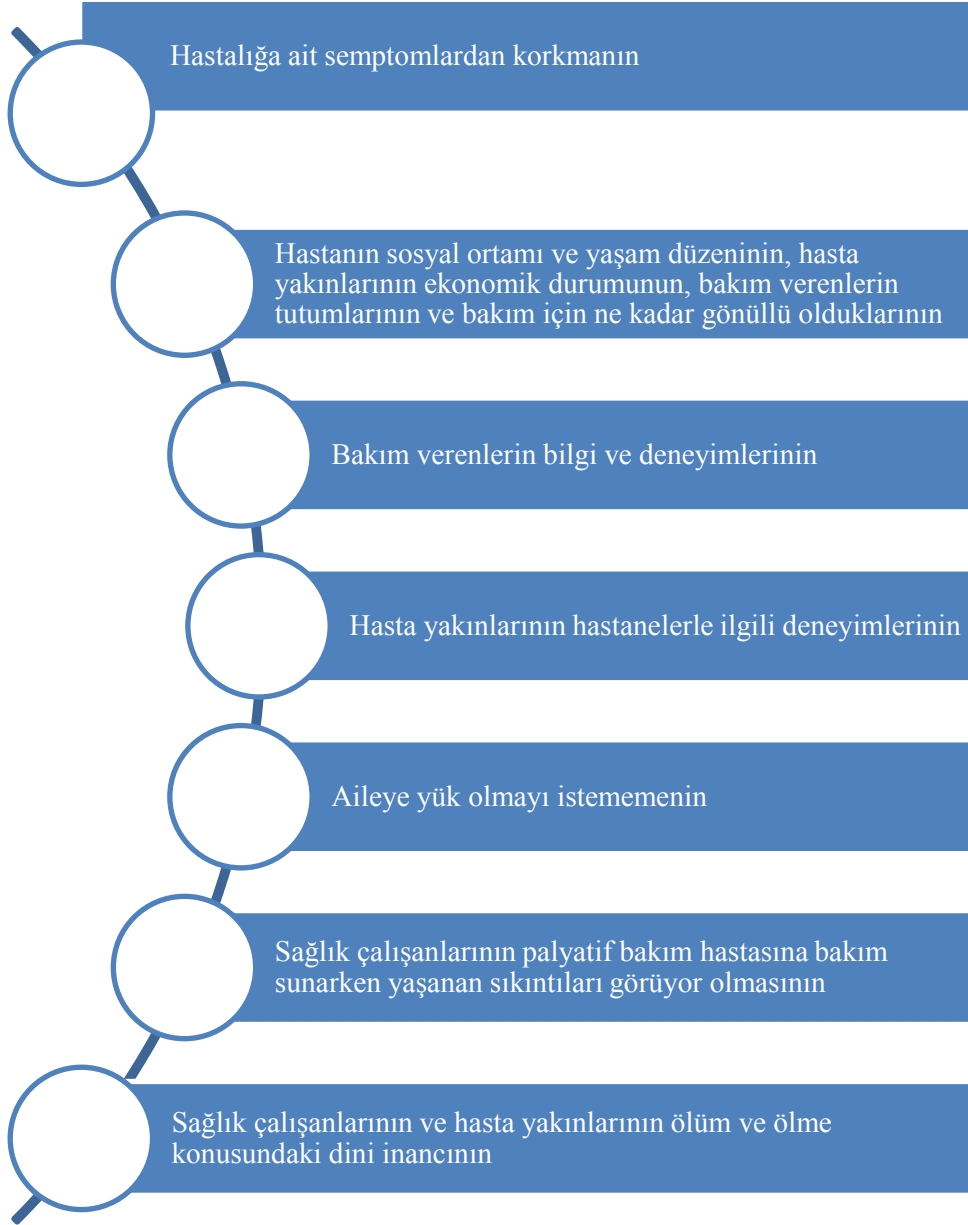 Hastalığa ait semptomlardan korkmanın
Hastanın sosyal ortamı ve yaşam düzeninin, hasta
yakınlarının ekonomik durumunun, bakım verenlerin
tutumlarının ve bakım için ne kadar gönüllü olduklarının
Bakım verenlerin bilgi ve deneyimlerinin
Hasta yakınlarının hastanelerle ilgili deneyimlerinin
Aileye yük olmayı istememenin
Sağlık çalışanlarının palyatif bakım hastasına bakım
sunarken yaşanan sıkıntıları görüyor olmasının
Sağlık çalışanlarının ve hasta yakınlarının ölüm ve ölme
konusundaki dini inancının